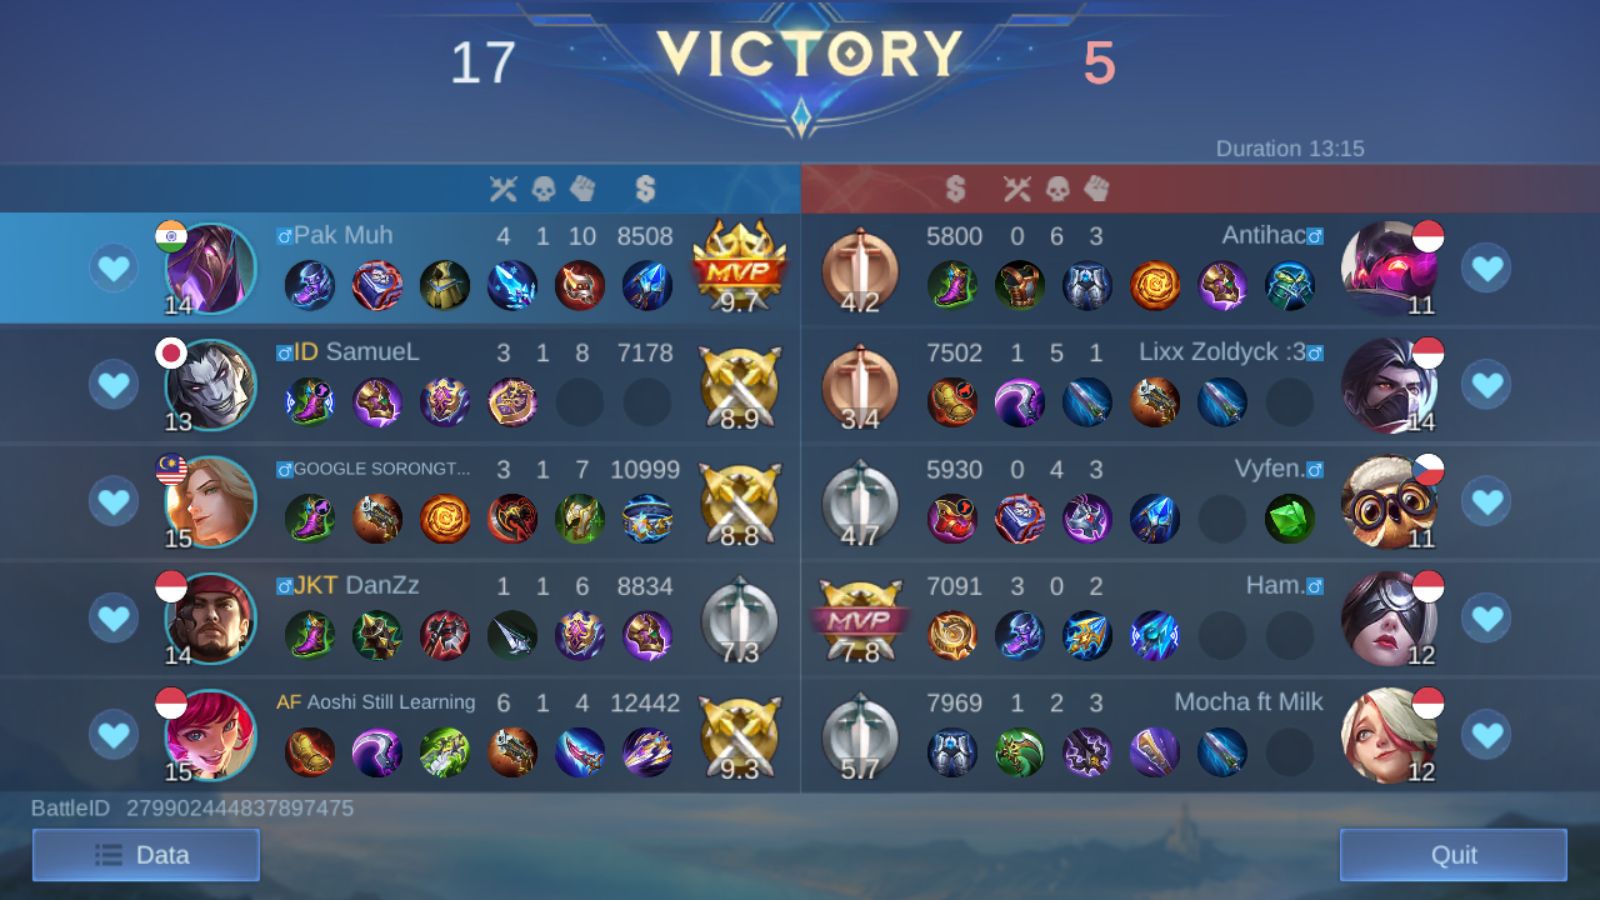 17 VICTORY 5
Duration 13:15
Pak Muh 4 1 10 8508 MVP 9.7
14
4.2 5800 0 6 3 Antihac
11
ID SamueL 3 1 8 7178 8.9
13
3.4 7502 1 5 1 Lixx Zoldyck :3
14
GOOGLE SORONGT... 3 1 7 10999 8.8
15
4.7 5930 0 4 3 Vyfen.
11
JKT DanZz 1 1 6 8834 7.3
14
MVP 7.8 7091 3 0 2 Ham.
12
AF Aoshi Still Learning 6 1 4 12442 9.3
15
5.7 7969 1 2 3 Mocha ft Milk
12
BattleID 279902444837897475
Data
Quit